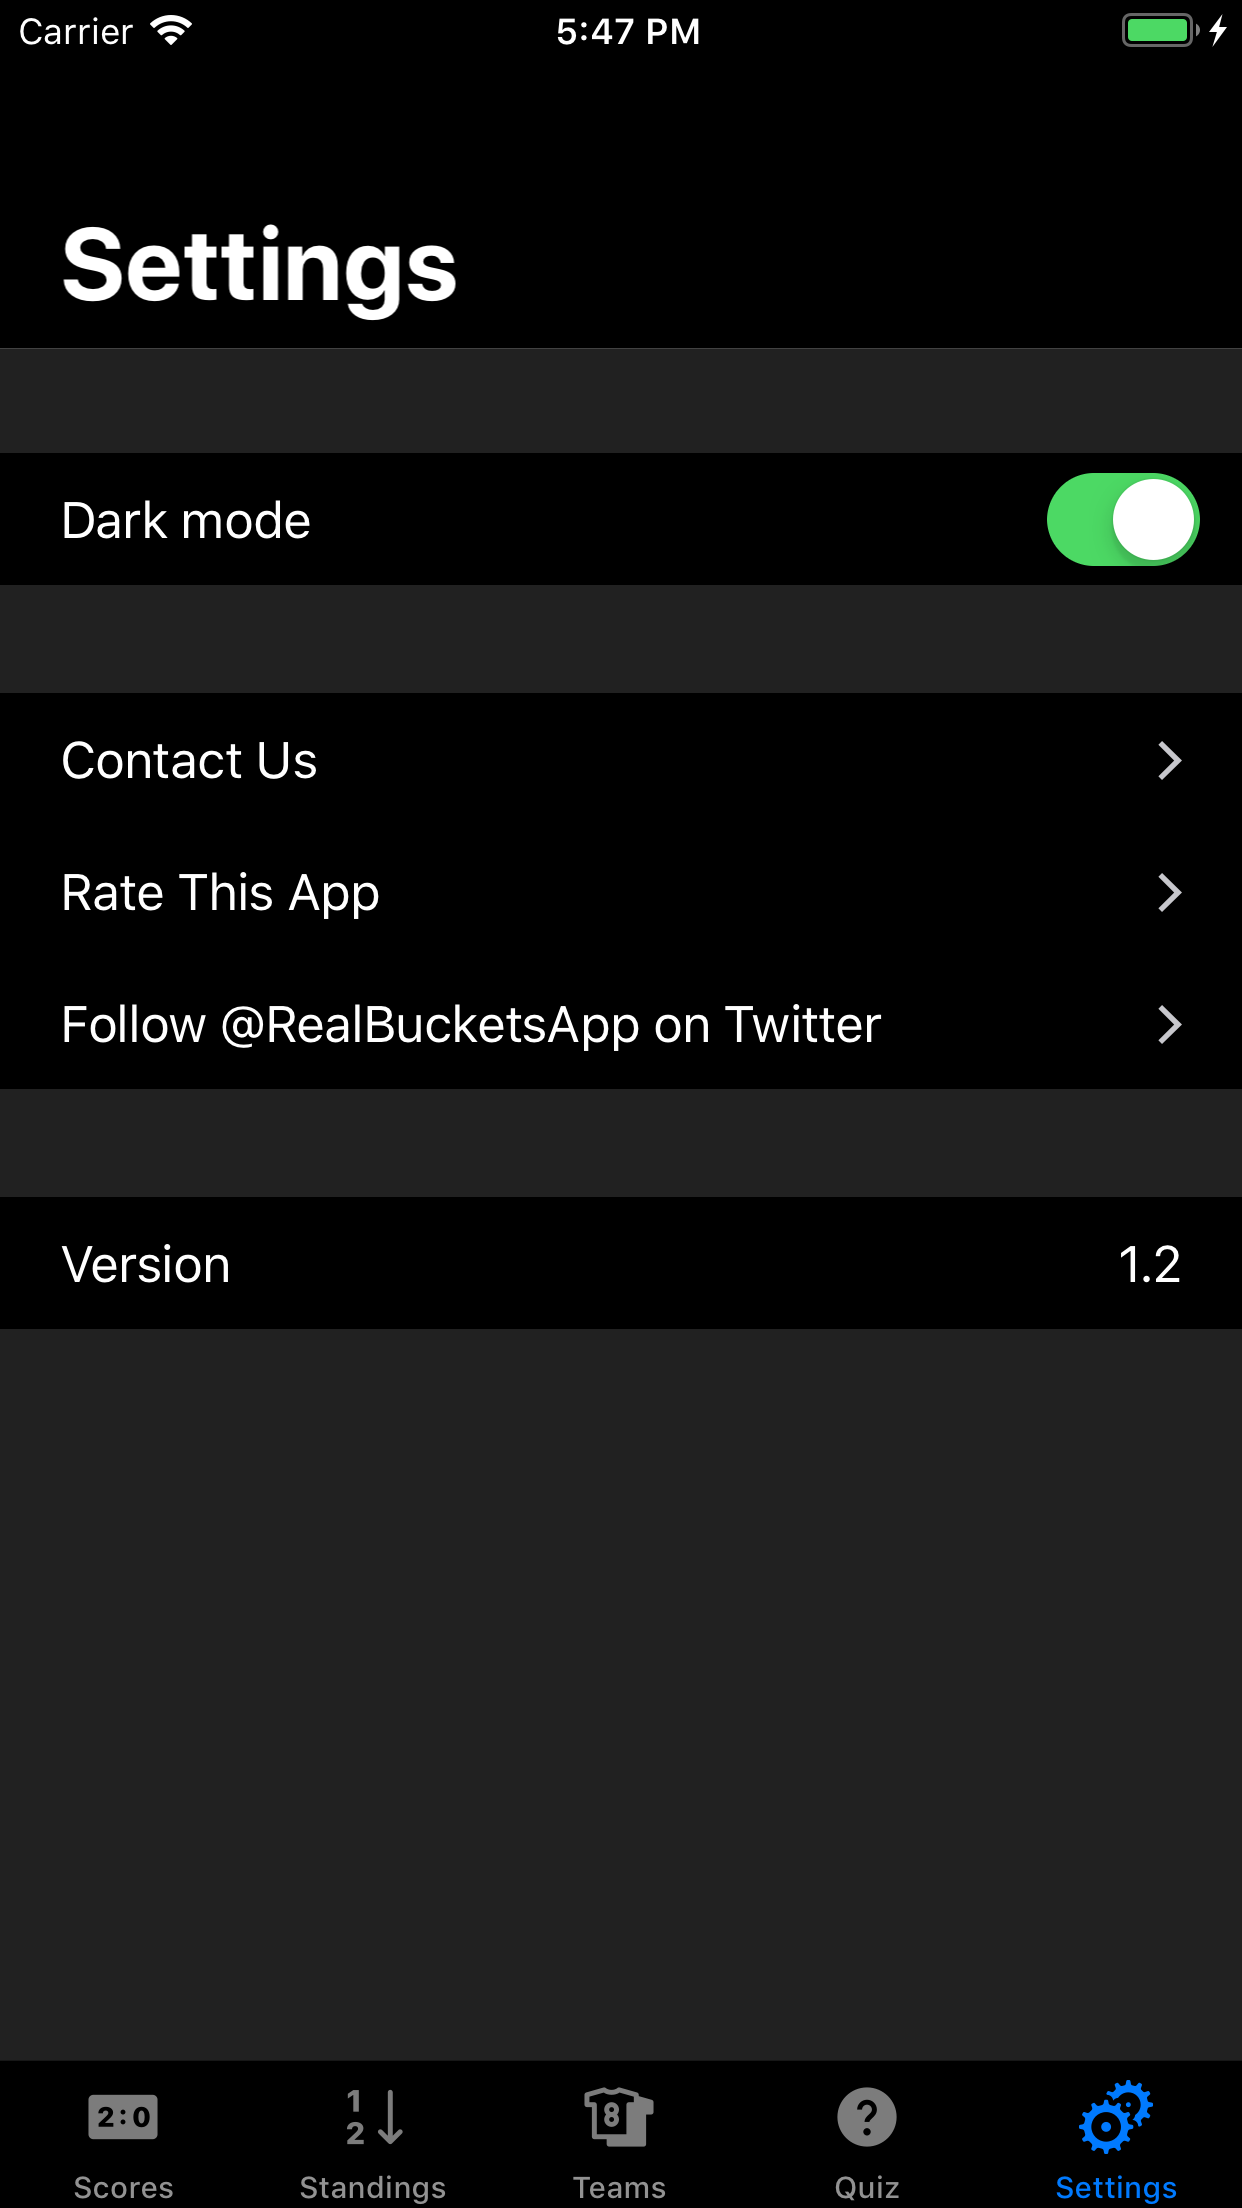 Carrier 5:47 PM
Settings
Dark mode
Contact Us
Rate This App
Follow @RealBucketsApp on Twitter
Version 1.2
2:0 1 2 8 ?
Scores Standings Teams Quiz Settings